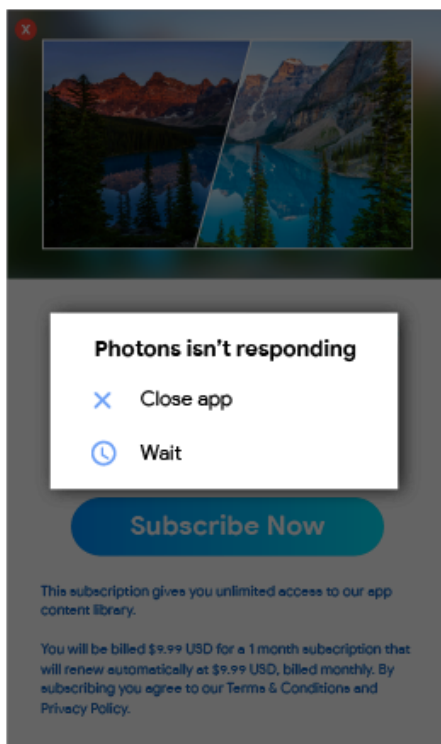 X
Photons isn't responding
Close app
Wait
Subscribe Now
This subscription gives you unlimited access to our app
content library.
You will be billed $9.99 USD for a 1 month subscription that
will renew automatically at $9.99 USD, billed monthly. By
subscribing you agree to our Terms & Conditions and
Privacy Policy.